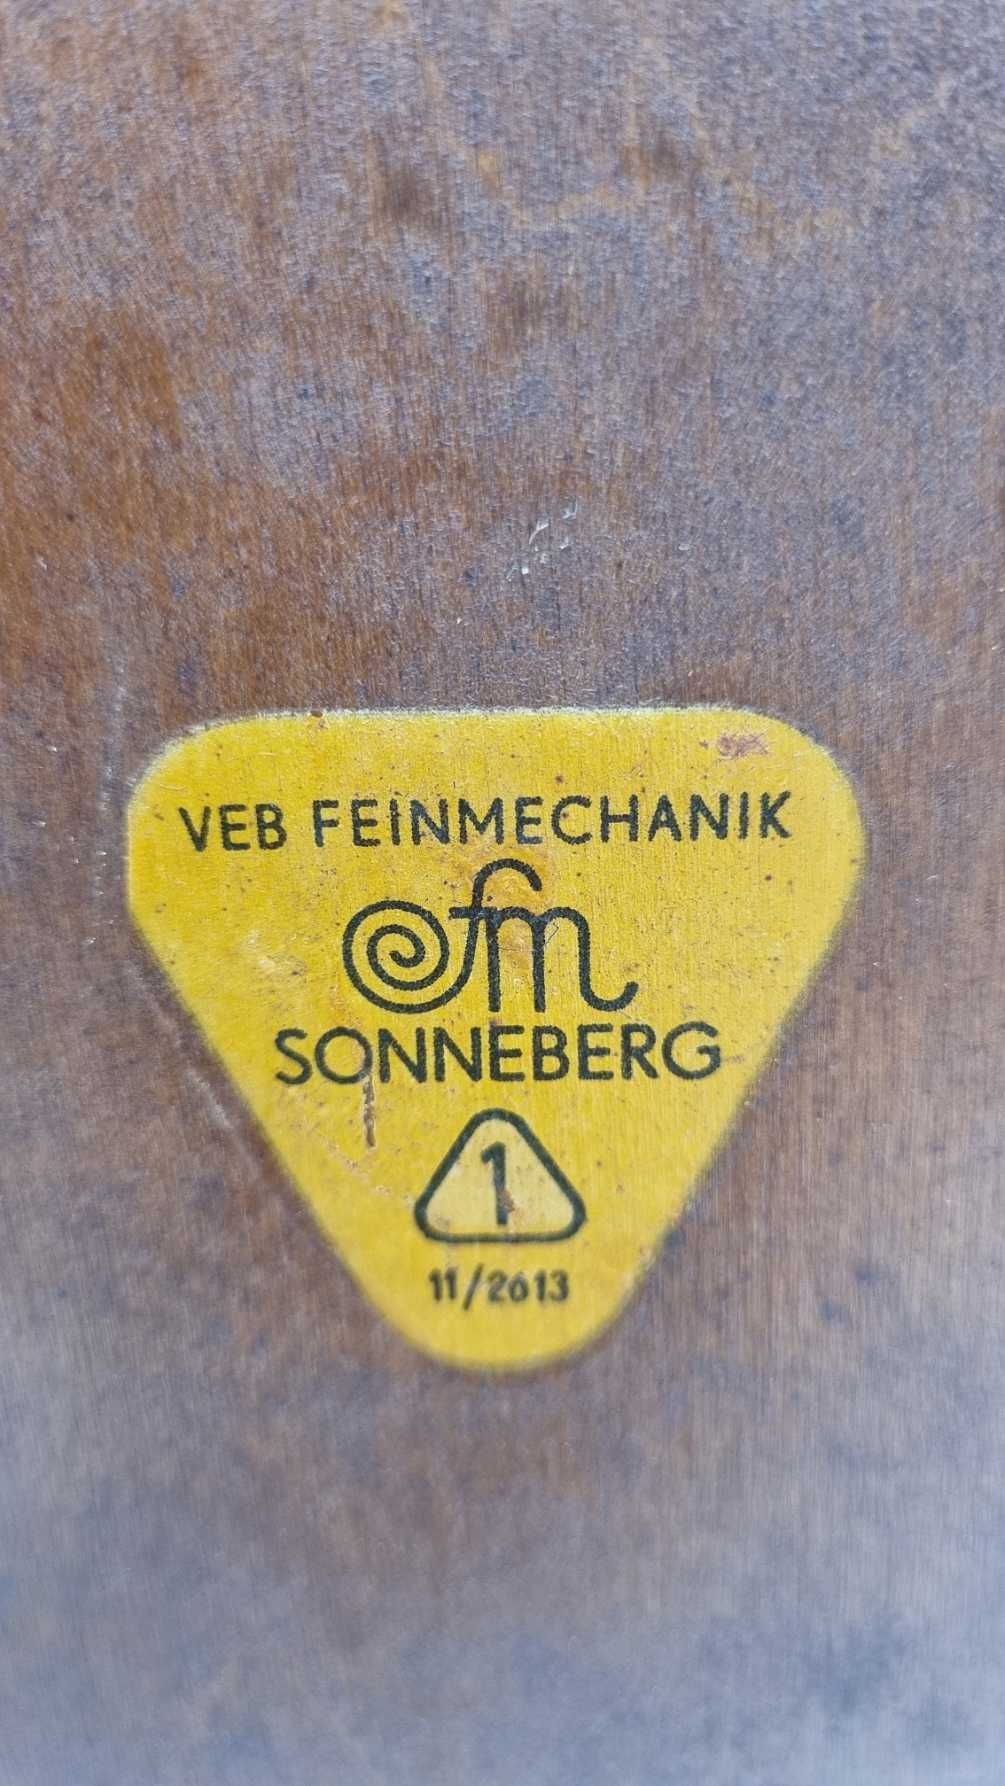 VEB FEINMECHANIK
fm
SONNEBERG
1
11/2613